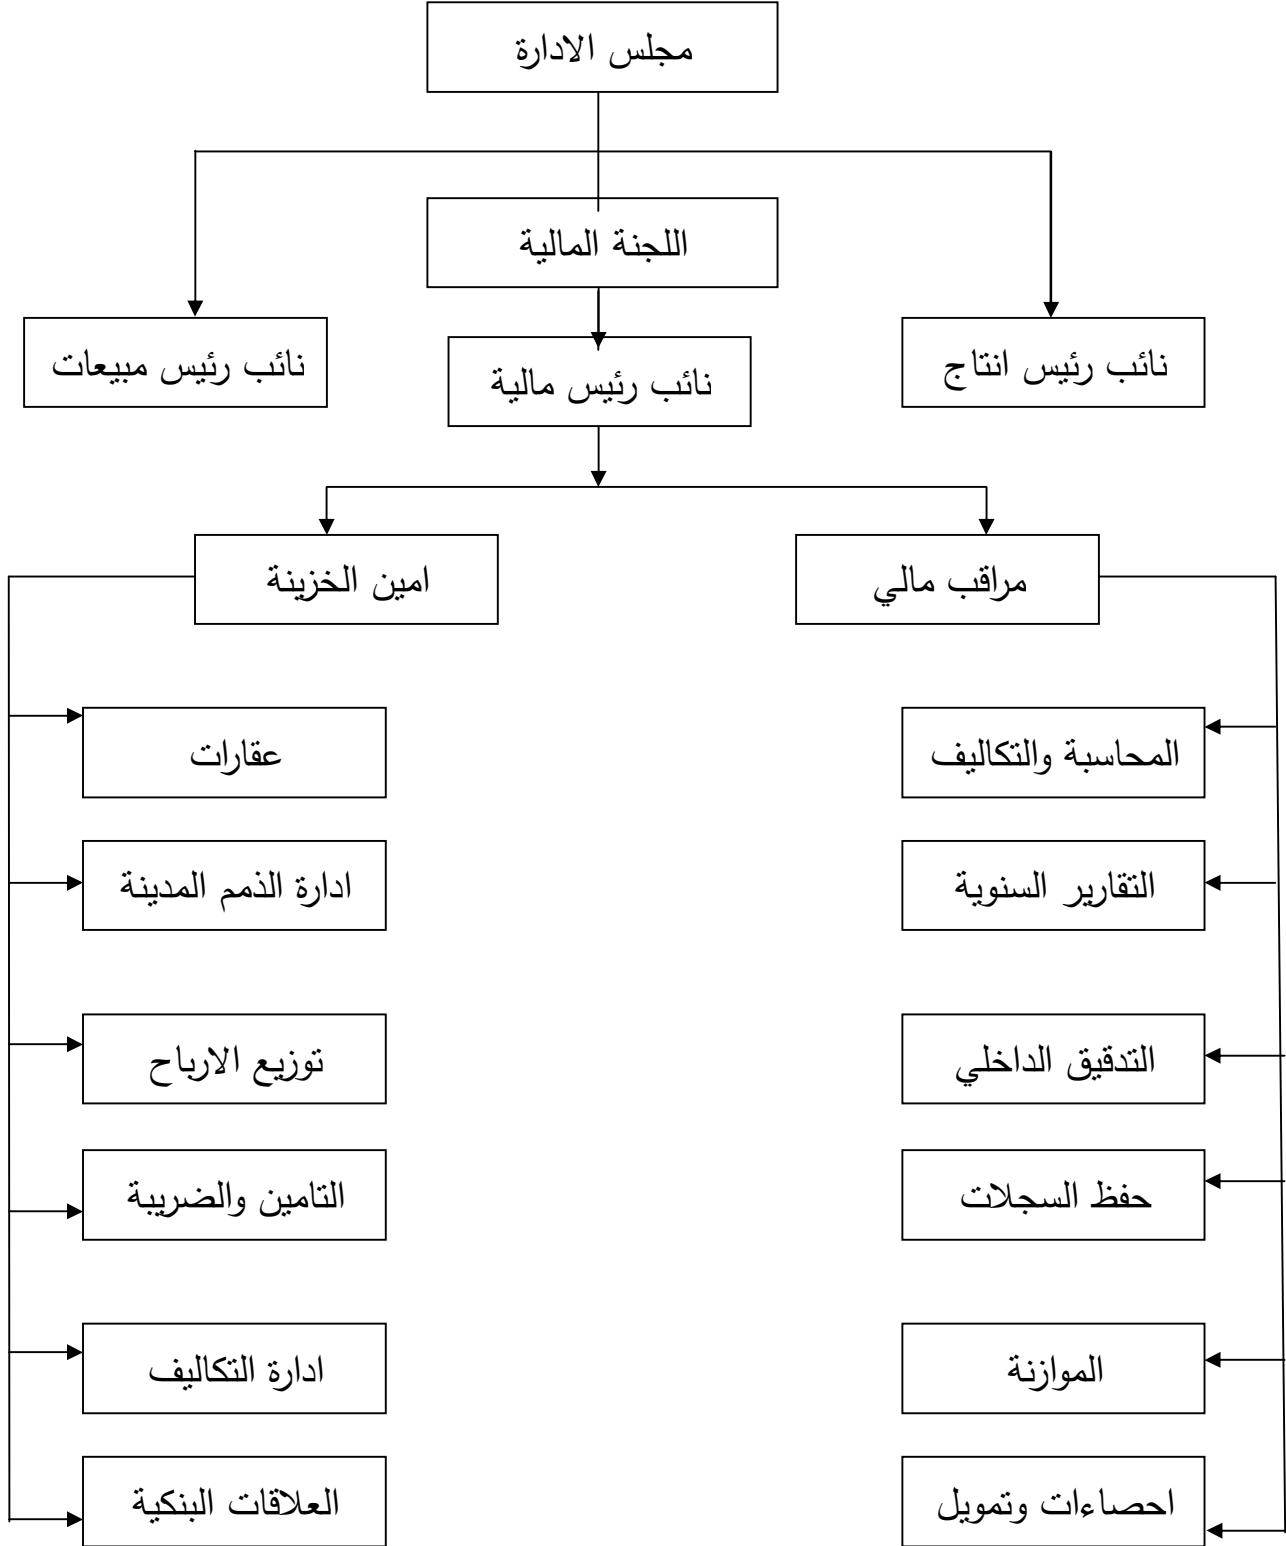 مجلس الادارة
اللجنة المالية
نائب رئيس انتاج
نائب رئيس مالية
نائب رئيس مبيعات
مراقب مالي
امين الخزينة
المحاسبة والتكاليف
عقارات
التقارير السنوية
ادارة الذمم المدينة
التدقيق الداخلي
توزيع الارباح
حفظ السجلات
التامين والضريبة
الموازنة
ادارة التكاليف
احصاءات وتمويل
العلاقات البنكية